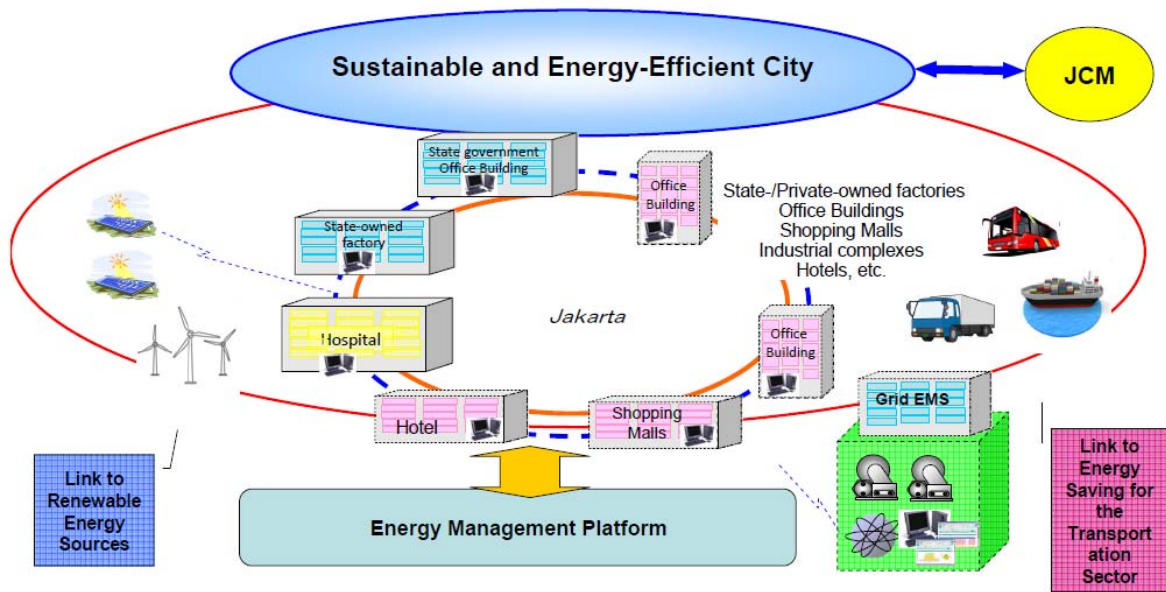 Sustainable and Energy-Efficient City
JCM
State government
Office Building
Office
Building
State-/Private-owned factories
Office Buildings
Shopping Malls
Industrial complexes
Hotels, etc.
State-owned
factory
Jakarta
Hospital
Office
Building
Hotel
Shopping
Malls
Grid EMS
Link to
Renewable
Energy
Sources
Energy Management Platform
Link to
Energy
Saving for
the
Transport
ation
Sector